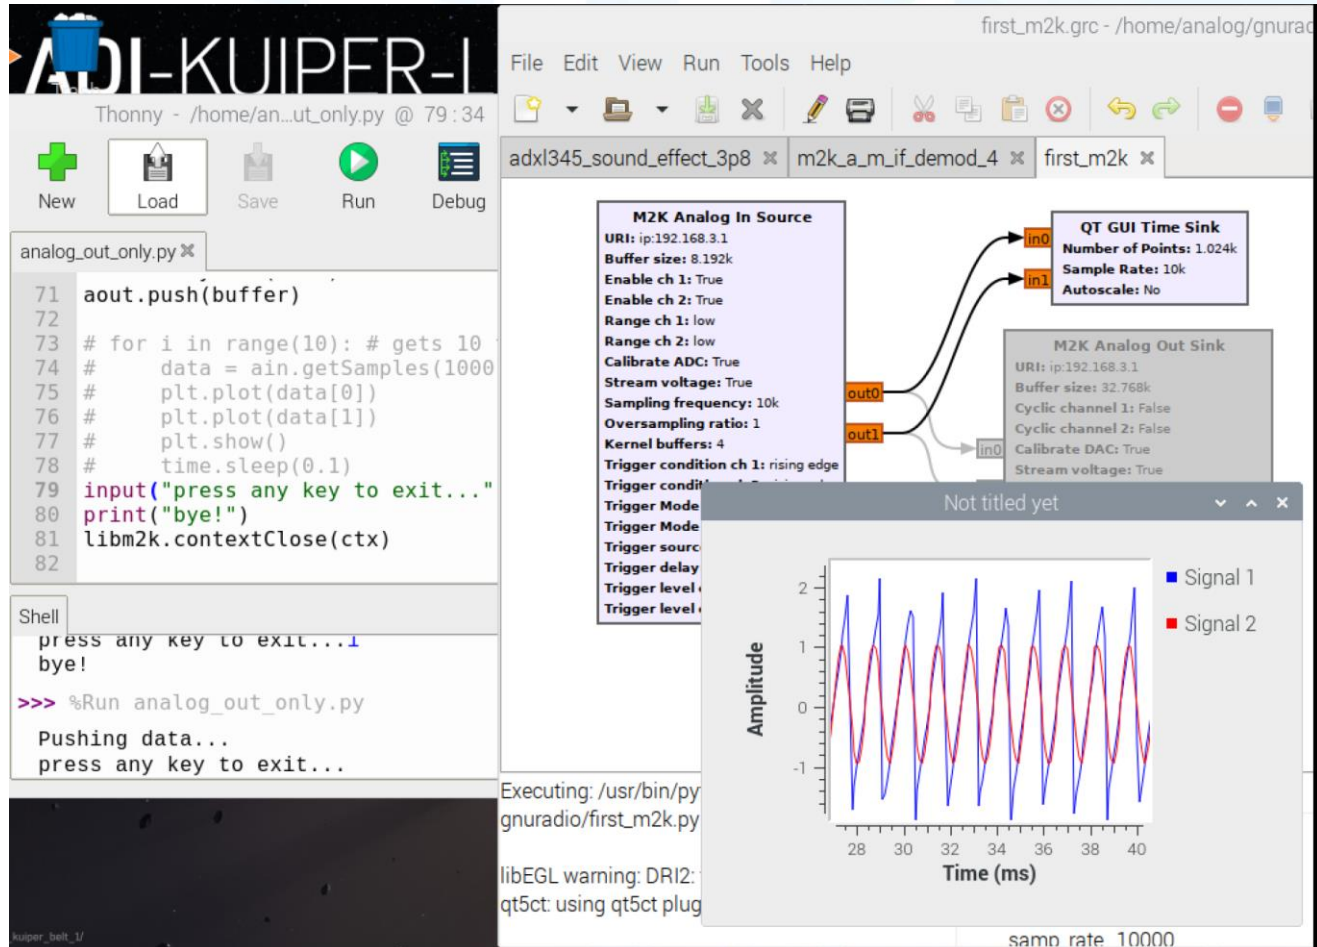 ADI-KUIPER-L
Thonny - /home/an...ut_only.py @ 79 : 34
New
Load
Save
Run
Debug
analog_out_only.py
71 aout.push(buffer)
72
73 # for i in range(10): # gets 10
74 # data = ain.getSamples(1000
75 # plt.plot(data[0])
76 # plt.plot(data[1])
77 # plt.show()
78 # time.sleep(0.1)
79 input("press any key to exit..."
80 print("bye!")
81 libm2k.contextClose(ctx)
82
Shell
press any key to exit...1
bye!
>>> %Run analog_out_only.py
Pushing data...
press any key to exit...
kuiper_belt_1/
first_m2k.grc - /home/analog/gnurad
File Edit View Run Tools Help
adxl345_sound_effect_3p8
m2k_a_m_if_demod_4
first_m2k
M2K Analog In Source
URI: ip:192.168.3.1
Buffer size: 8.192k
Enable ch 1: True
Enable ch 2: True
Range ch 1: low
Range ch 2: low
Calibrate ADC: True
Stream voltage: True
Sampling frequency: 10k
Oversampling ratio: 1
Kernel buffers: 4
Trigger condition ch 1: rising edge
Trigger condit
Trigger Mode
Trigger Mode
Trigger sourc
Trigger delay
Trigger level
Trigger level
out0
out1
in0
in1
QT GUI Time Sink
Number of Points: 1.024k
Sample Rate: 10k
Autoscale: No
M2K Analog Out Sink
URI: ip:192.168.3.1
Buffer size: 32.768k
Cyclic channel 1: False
Cyclic channel 2: False
Calibrate DAC: True
Stream voltage: True
in0
Not titled yet
Signal 1
Signal 2
Amplitude
2
1
0
-1
28 30 32 34 36 38 40
Time (ms)
Executing: /usr/bin/py
gnuradio/first_m2k.py
libEGL warning: DRI2:
qt5ct: using qt5ct plug
samp_rate 10000